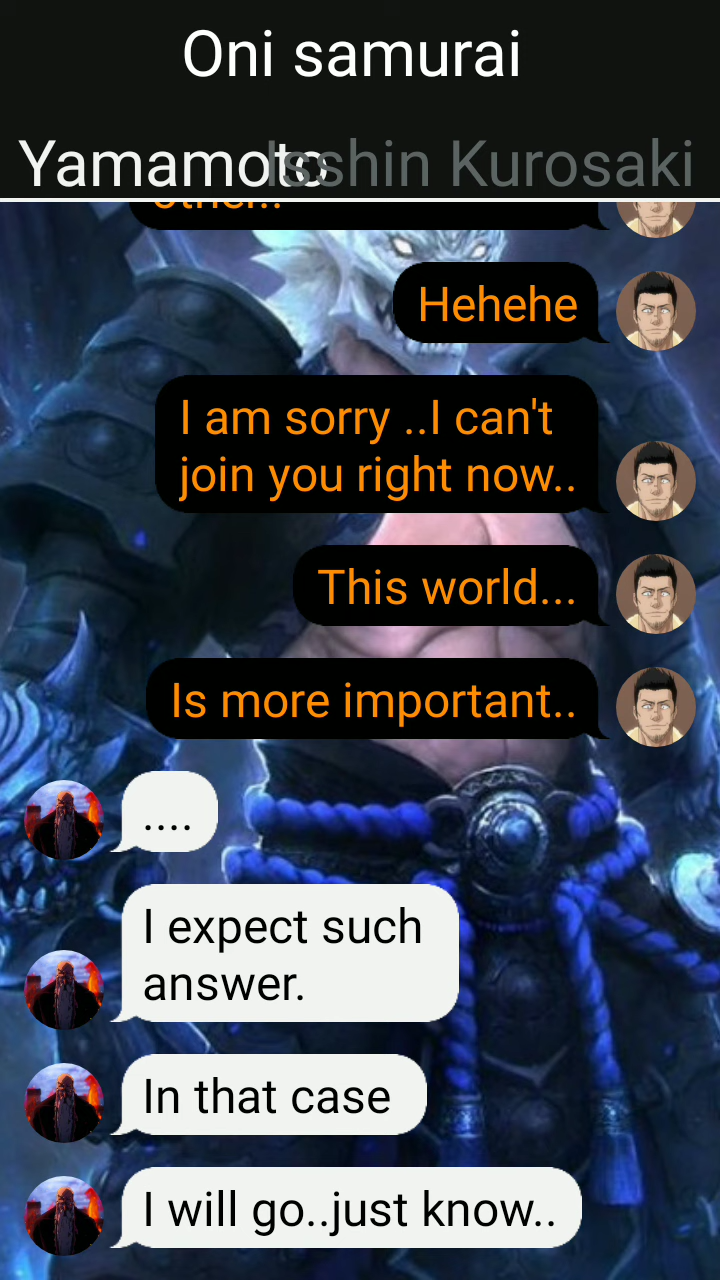 Oni samurai
Yamamoto Isshin Kurosaki
other..
Hehehe
I am sorry ..I can't
join you right now..
This world...
Is more important..
....
I expect such
answer.
In that case
I will go..just know..